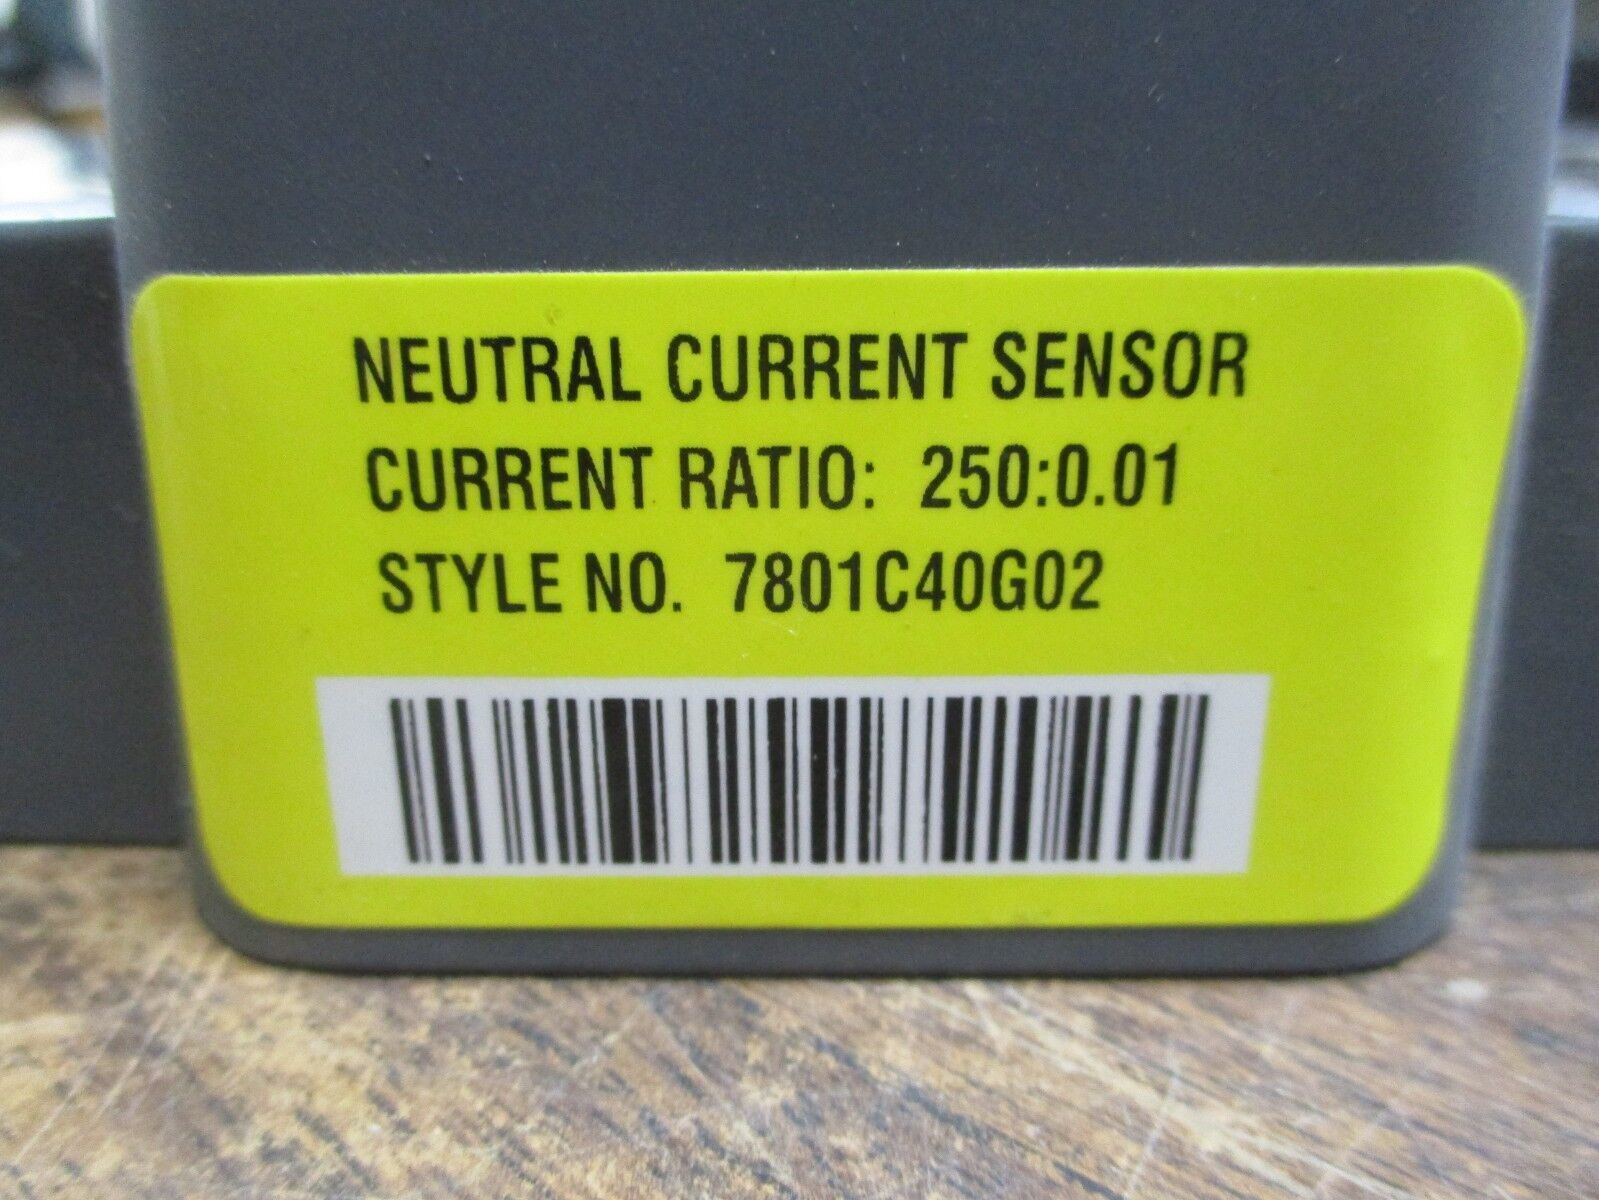 NEUTRAL CURRENT SENSOR
CURRENT RATIO: 250:0.01
STYLE NO. 7801C40G02